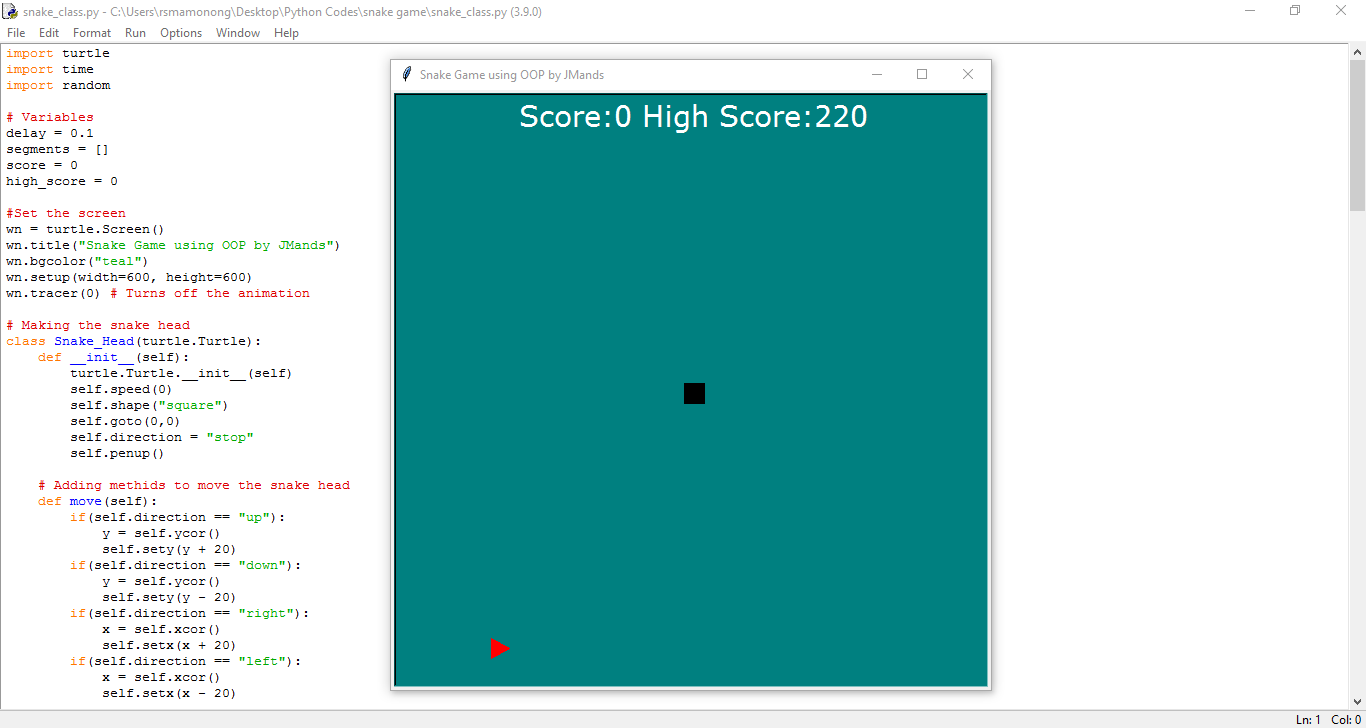 snake_class.py - C:\Users\rsmamonong\Desktop\Python Codes\snake game\snake_class.py (3.9.0)
File Edit Format Run Options Window Help
import turtle
import time
import random
# Variables
delay = 0.1
segments = []
score = 0
high_score = 0
#Set the screen
wn = turtle.Screen()
wn.title("Snake Game using OOP by JMands")
wn.bgcolor("teal")
wn.setup(width=600, height=600)
wn.tracer(0) # Turns off the animation
# Making the snake head
class Snake_Head(turtle.Turtle):
    def __init__(self):
        turtle.Turtle.__init__(self)
        self.speed(0)
        self.shape("square")
        self.goto(0,0)
        self.direction = "stop"
        self.penup()
    # Adding methids to move the snake head
    def move(self):
        if(self.direction == "up"):
            y = self.ycor()
            self.sety(y + 20)
        if(self.direction == "down"):
            y = self.ycor()
            self.sety(y - 20)
        if(self.direction == "right"):
            x = self.xcor()
            self.setx(x + 20)
        if(self.direction == "left"):
            x = self.xcor()
            self.setx(x - 20)
Snake Game using OOP by JMands
Score:0 High Score:220
Ln: 1 Col: 0